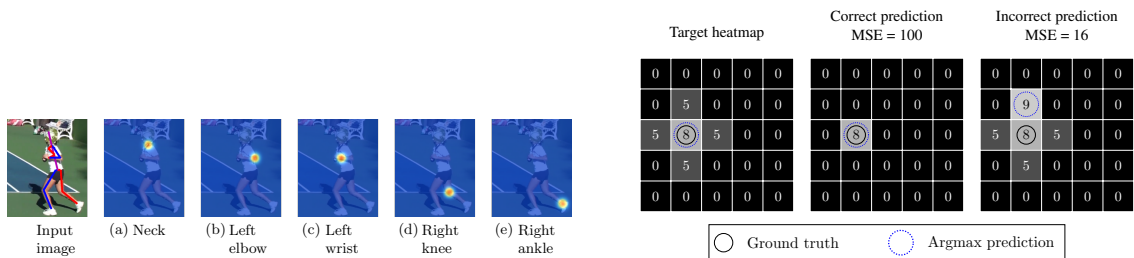 Input image
(a) Neck
(b) Left elbow
(c) Left wrist
(d) Right knee
(e) Right ankle
Target heatmap
0 0 0 0 0
0 5 0 0 0
5 8 5 0 0
0 5 0 0 0
0 0 0 0 0
Correct prediction
MSE = 100
0 0 0 0 0
0 0 0 0 0
0 8 0 0 0
0 0 0 0 0
0 0 0 0 0
Incorrect prediction
MSE = 16
0 0 0 0 0
0 9 0 0 0
5 8 5 0 0
0 5 0 0 0
0 0 0 0 0
Ground truth
Argmax prediction